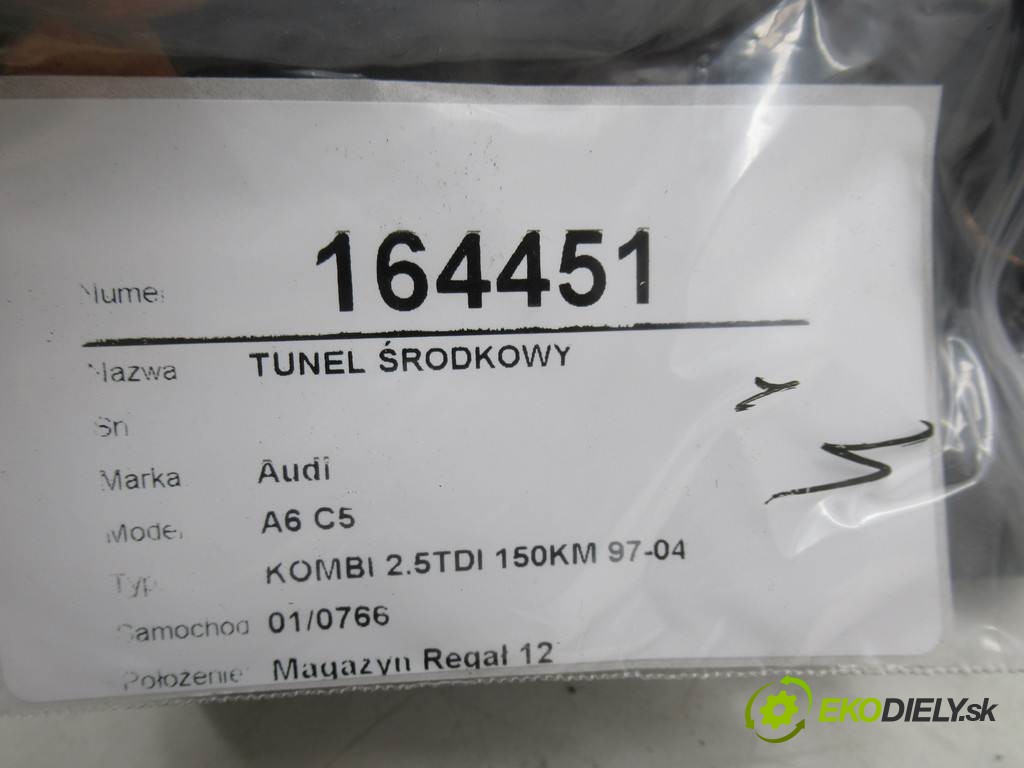 Numer 164451
Nazwa TUNEL ŚRODKOWY
Sn
Marka Audi
Model A6 C5
Typ KOMBI 2.5TDI 150KM 97-04
Samochod 01/0766
Położenie Magazyn Regał 12
EKODIELY.sk